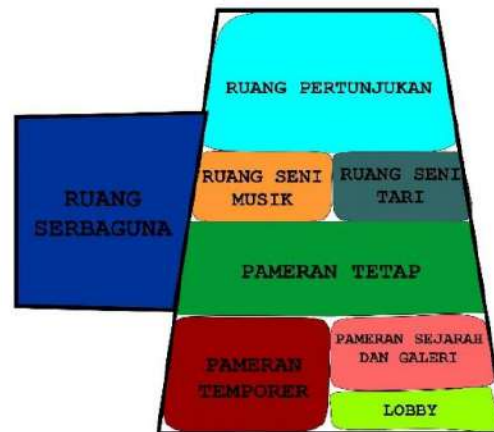 RUANG PERTUNJUKAN
RUANG SENI
MUSIK
RUANG SENI
TARI
RUANG
SERBAGUNA
PAMERAN TETAP
PAMERAN
TEMPORER
PAMERAN SEJARAH
DAN GALERI
LOBBY